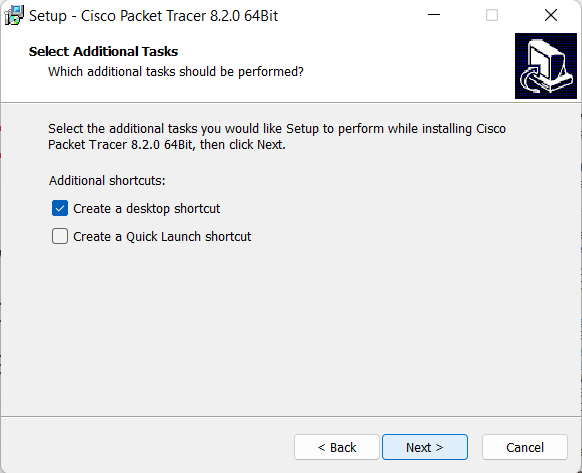 Setup - Cisco Packet Tracer 8.2.0 64Bit
Select Additional Tasks
Which additional tasks should be performed?
Select the additional tasks you would like Setup to perform while installing Cisco
Packet Tracer 8.2.0 64Bit, then click Next.
Additional shortcuts:
Create a desktop shortcut
Create a Quick Launch shortcut
< Back
Next >
Cancel